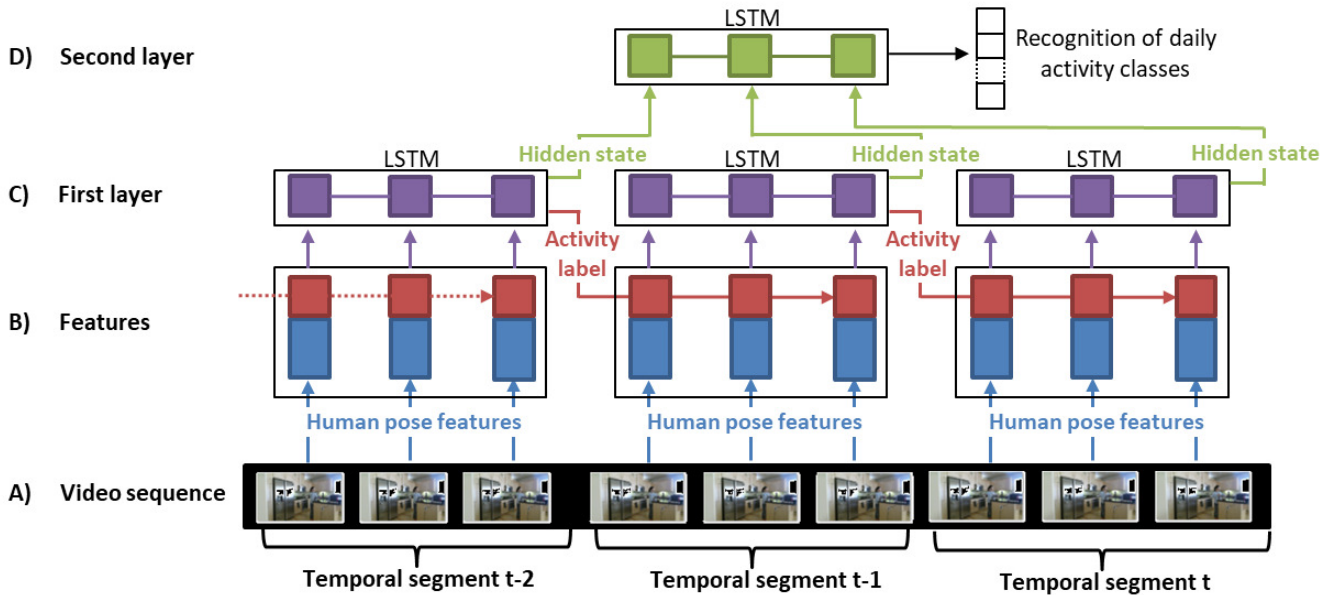 LSTM
D) Second layer
Recognition of daily
activity classes
Hidden state
Hidden state
Hidden state
LSTM
LSTM
LSTM
C) First layer
Activity
label
Activity
label
B) Features
Human pose features
Human pose features
Human pose features
A) Video sequence
Temporal segment t-2
Temporal segment t-1
Temporal segment t